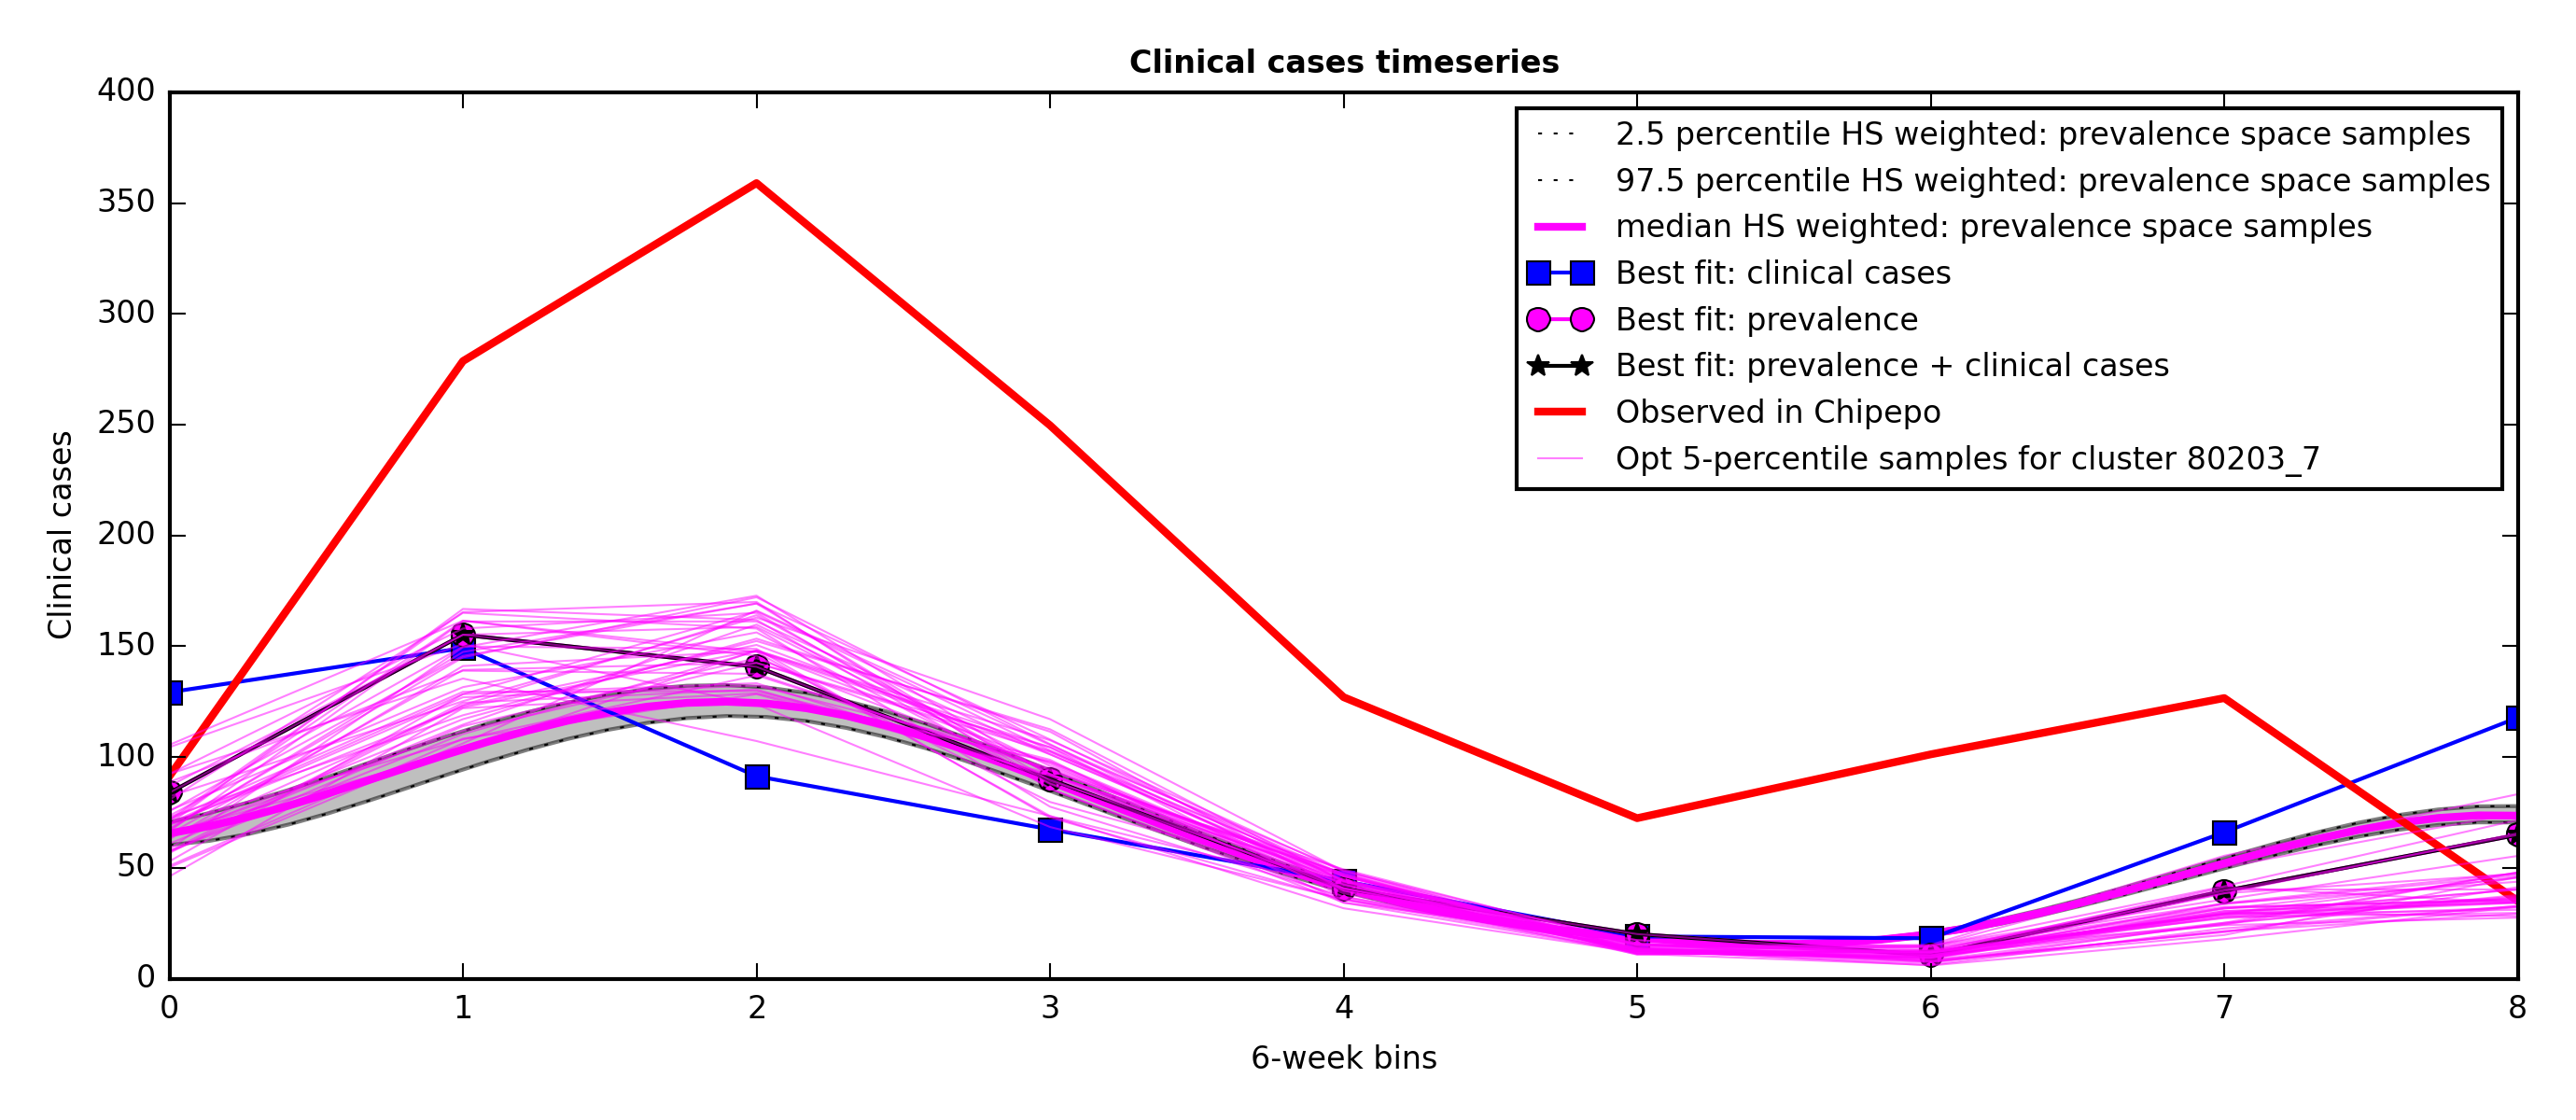 Clinical cases timeseries
400
350
300
250
200
150
100
50
0
Clinical cases
2.5 percentile HS weighted: prevalence space samples
97.5 percentile HS weighted: prevalence space samples
median HS weighted: prevalence space samples
Best fit: clinical cases
Best fit: prevalence
Best fit: prevalence + clinical cases
Observed in Chipepo
Opt 5-percentile samples for cluster 80203_7
0 1 2 3 4 5 6 7 8
6-week bins